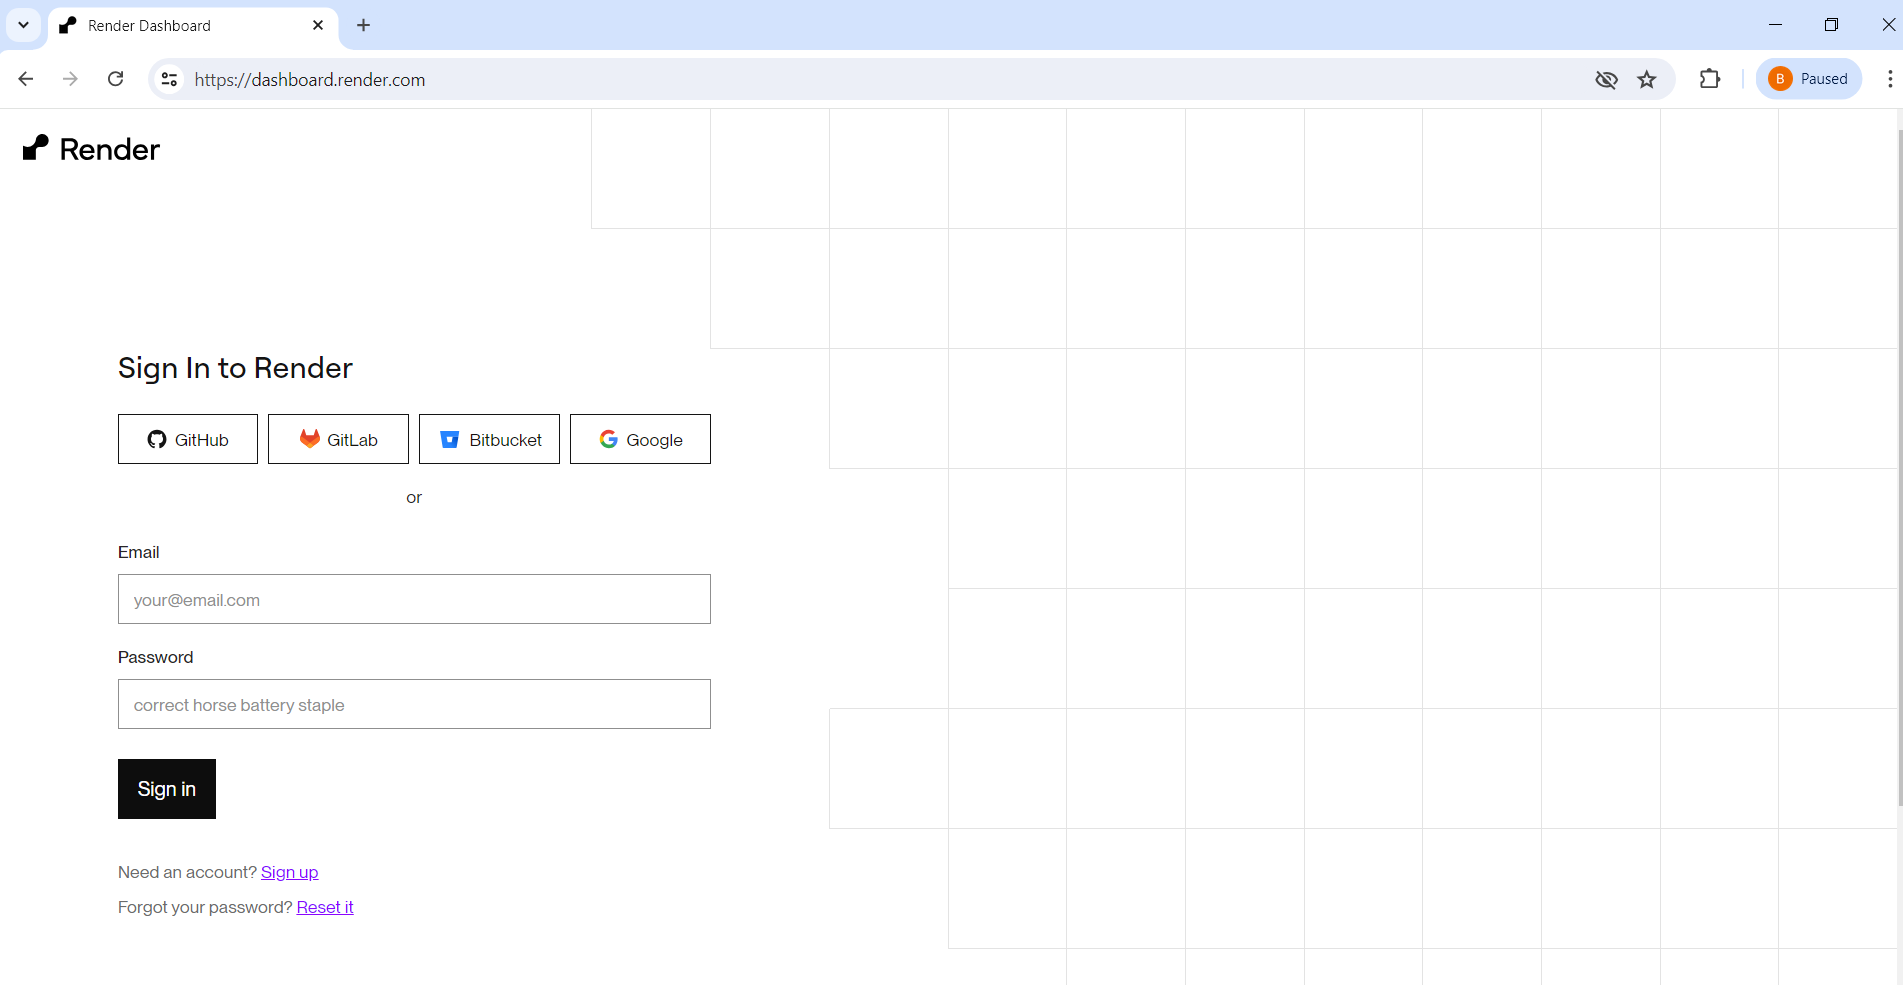 Render Dashboard
https://dashboard.render.com
B Paused
Render
Sign In to Render
GitHub GitLab Bitbucket Google
or
Email
your@email.com
Password
correct horse battery staple
Sign in
Need an account? Sign up
Forgot your password? Reset it